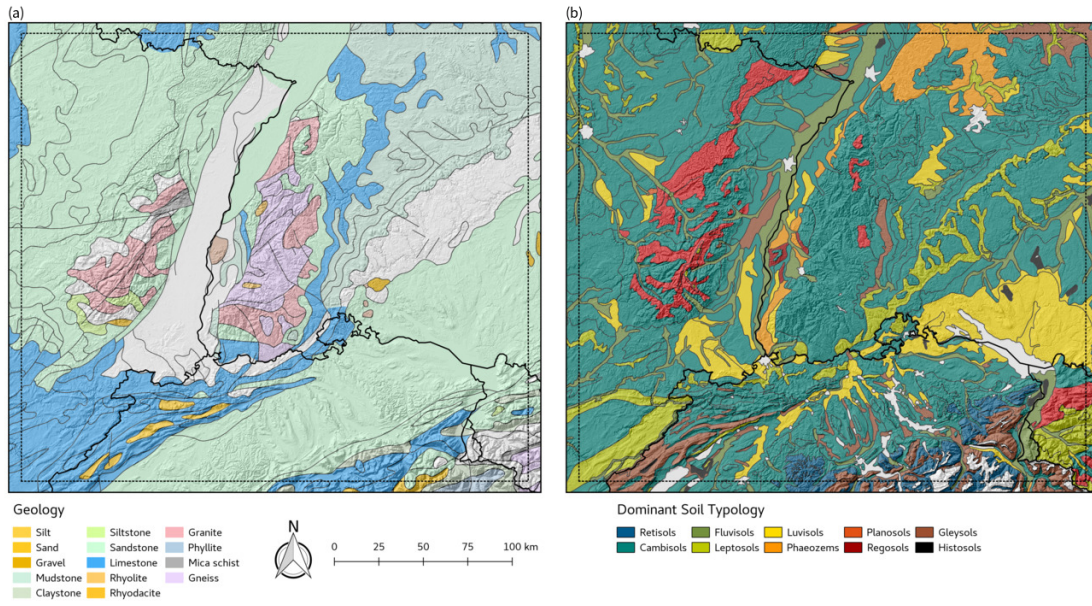 (a)
(b)
Geology
Silt
Sand
Gravel
Mudstone
Claystone
Siltstone
Sandstone
Limestone
Rhyolite
Rhyodacite
Granite
Phyllite
Mica schist
Gneiss
N
0 25 50 75 100 km
Dominant Soil Typology
Retisols
Cambisols
Fluvisols
Leptosols
Luvisols
Phaeozems
Planosols
Regosols
Gleysols
Histosols